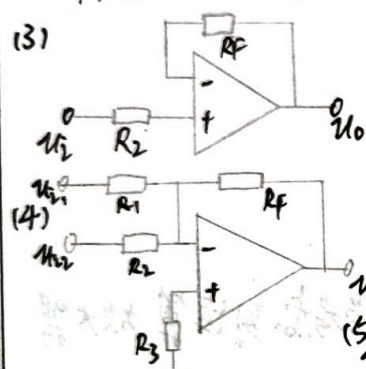 (3)
RF
-
+
ui
R2
uo
ui1
R1
RF
(4)
ui2
R2
-
+
R3
(5)